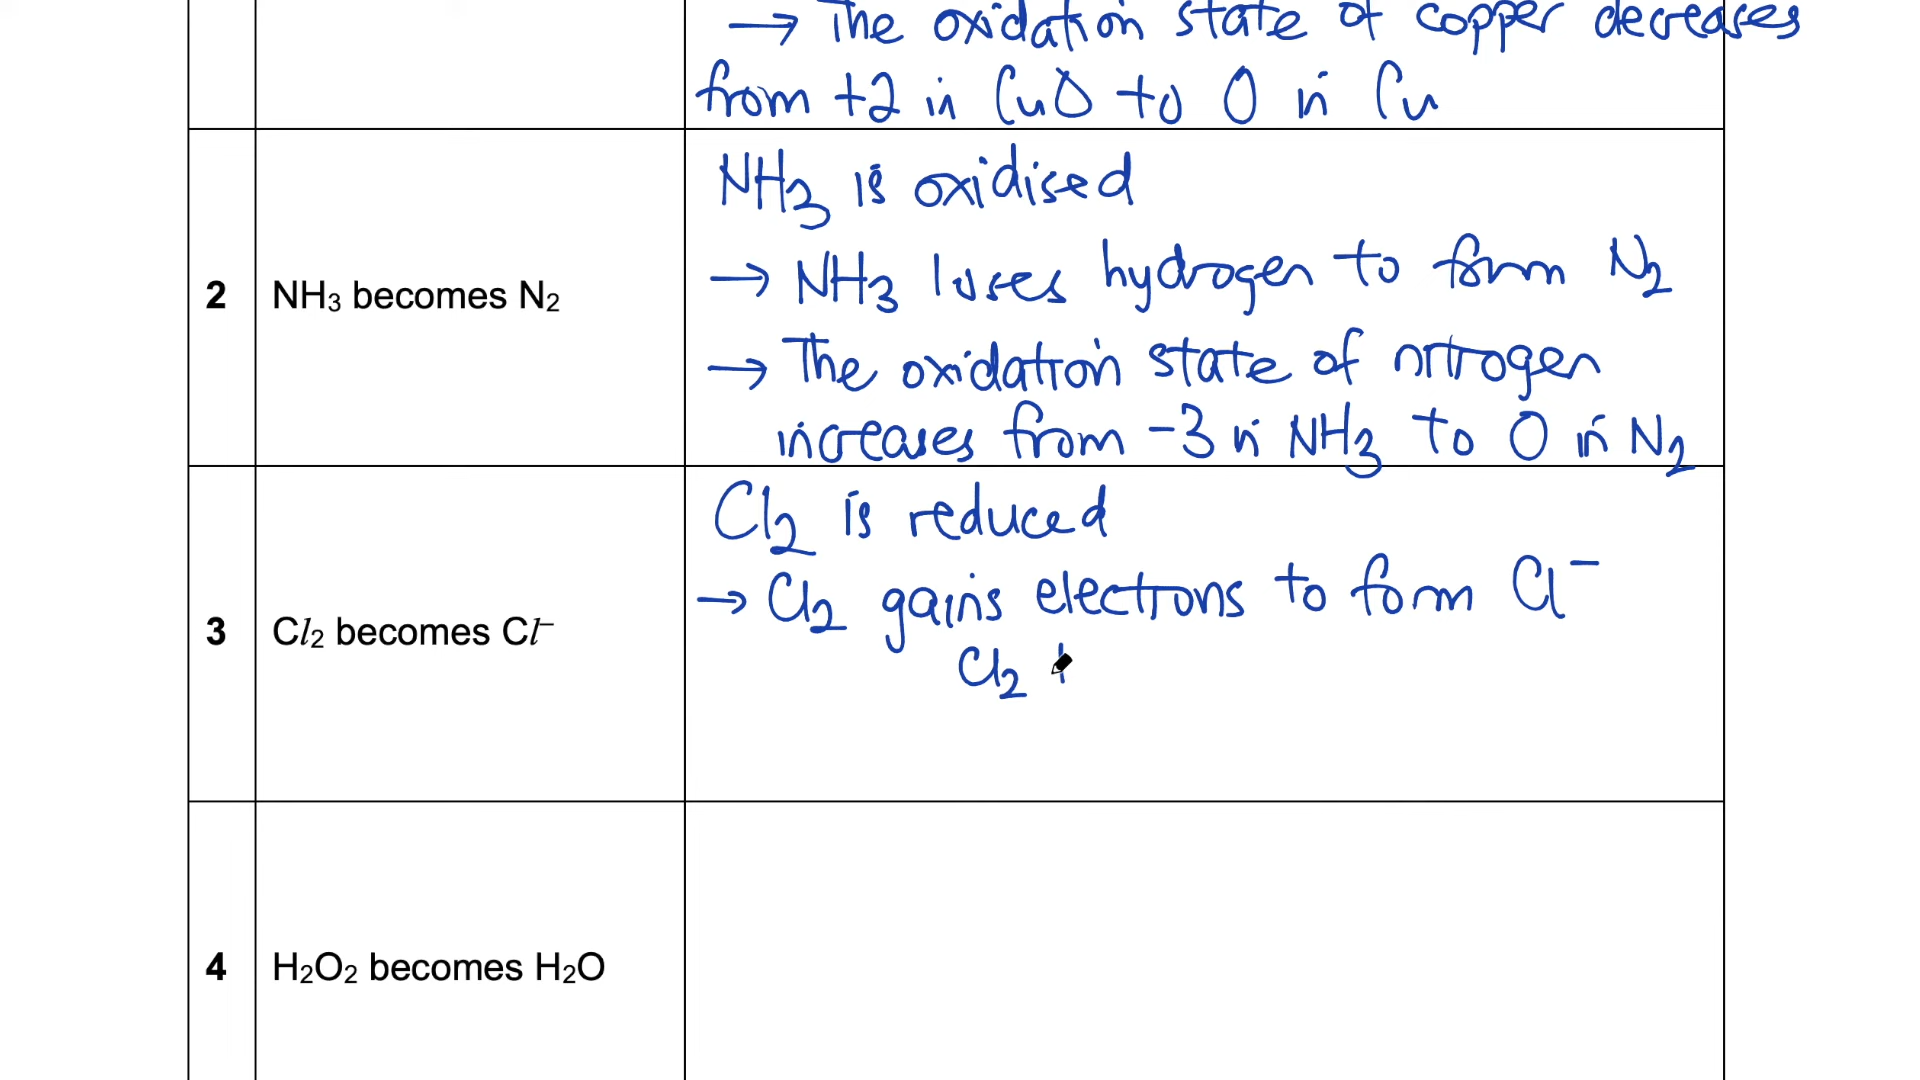 → The oxidation state of copper decreases
from +2 in CuO to 0 in Cu
2 NH3 becomes N2
NH3 is oxidised
→ NH3 loses hydrogen to form N2
→ The oxidation state of nitrogen
increases from -3 in NH3 to 0 in N2
3 Cl2 becomes Cl⁻
Cl2 is reduced
→ Cl2 gains electrons to form Cl⁻
Cl2 +
4 H2O2 becomes H2O